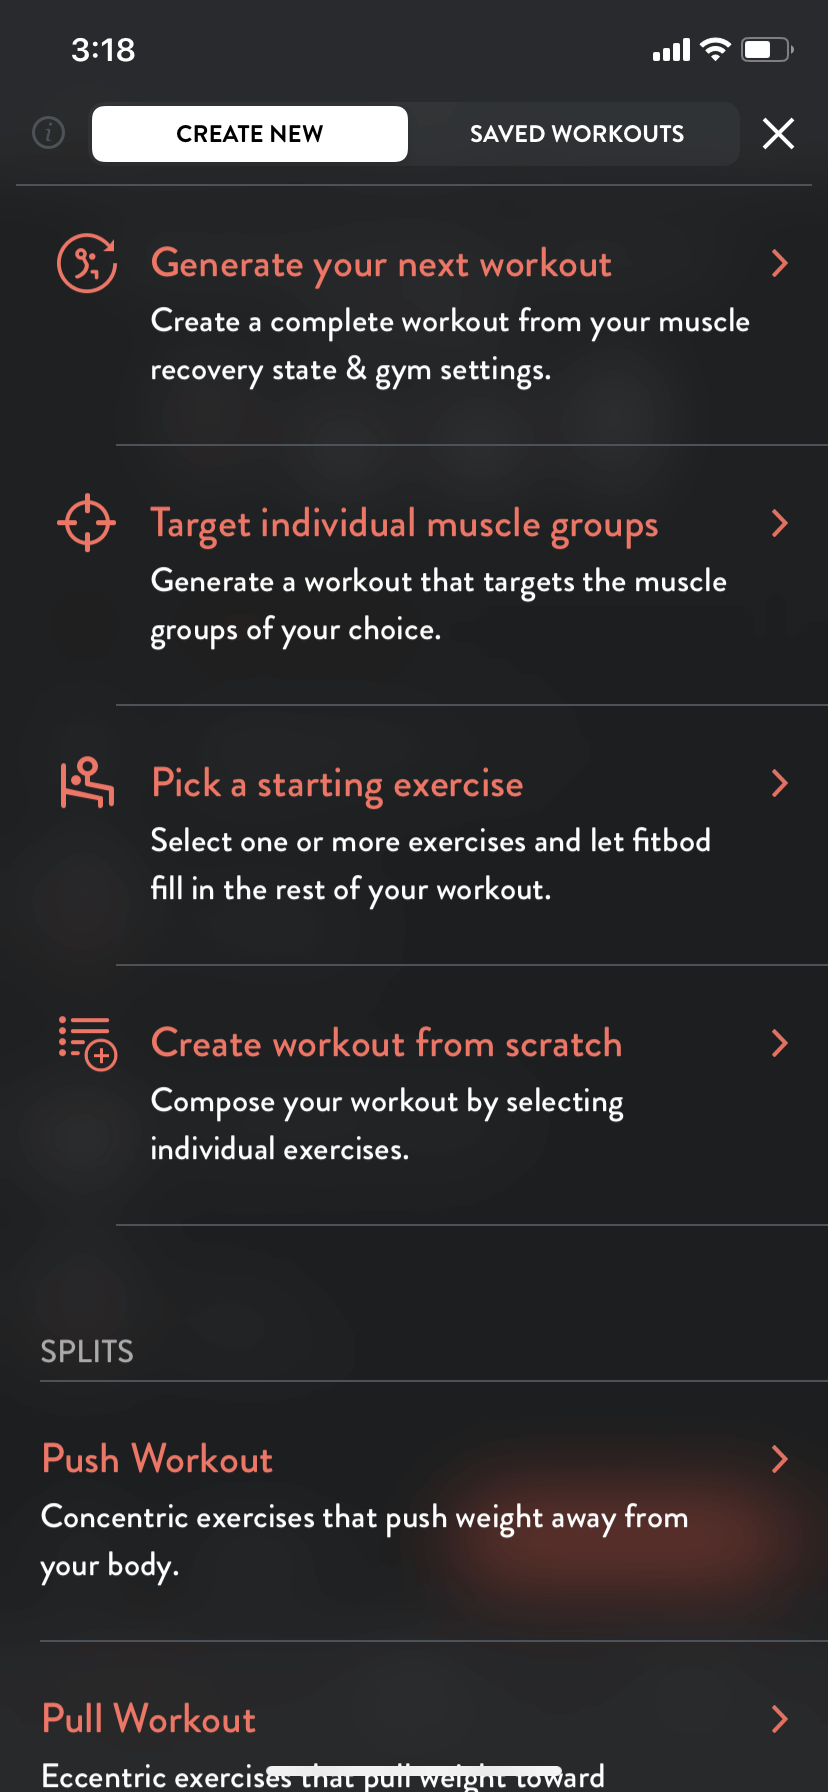 3:18
CREATE NEW
SAVED WORKOUTS
Generate your next workout
Create a complete workout from your muscle
recovery state & gym settings.
Target individual muscle groups
Generate a workout that targets the muscle
groups of your choice.
Pick a starting exercise
Select one or more exercises and let fitbod
fill in the rest of your workout.
Create workout from scratch
Compose your workout by selecting
individual exercises.
SPLITS
Push Workout
Concentric exercises that push weight away from
your body.
Pull Workout
Eccentric exercises that pull weight toward